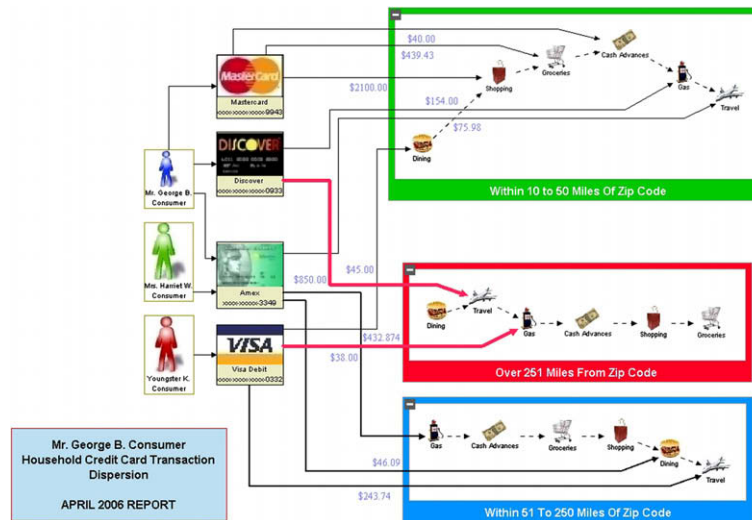 $40.00
$439.43
Cash Advances
Groceries
MasterCard
Mastercard
xxxx-xxxx-xxxx-9943
$2100.00
Shopping
Gas
Travel
$154.00
$75.98
DISCOVER
Dining
Discover
xxxx-xxxx-xxxx-0933
Within 10 to 50 Miles Of Zip Code
Mr. George B.
Consumer
Mrs. Harriet W.
Consumer
Amex
xxxx-xxxx-xxxx-3349
$850.00
$45.00
Dining
Travel
Gas
Cash Advances
Shopping
Groceries
VISA
Visa Debit
xxxx-xxxx-xxxx-0332
$432.874
$38.00
Over 251 Miles From Zip Code
Youngster K.
Consumer
Gas
Cash Advances
Groceries
Shopping
Dining
Travel
$46.09
$243.74
Within 51 To 250 Miles Of Zip Code
Mr. George B. Consumer
Household Credit Card Transaction
Dispersion
APRIL 2006 REPORT